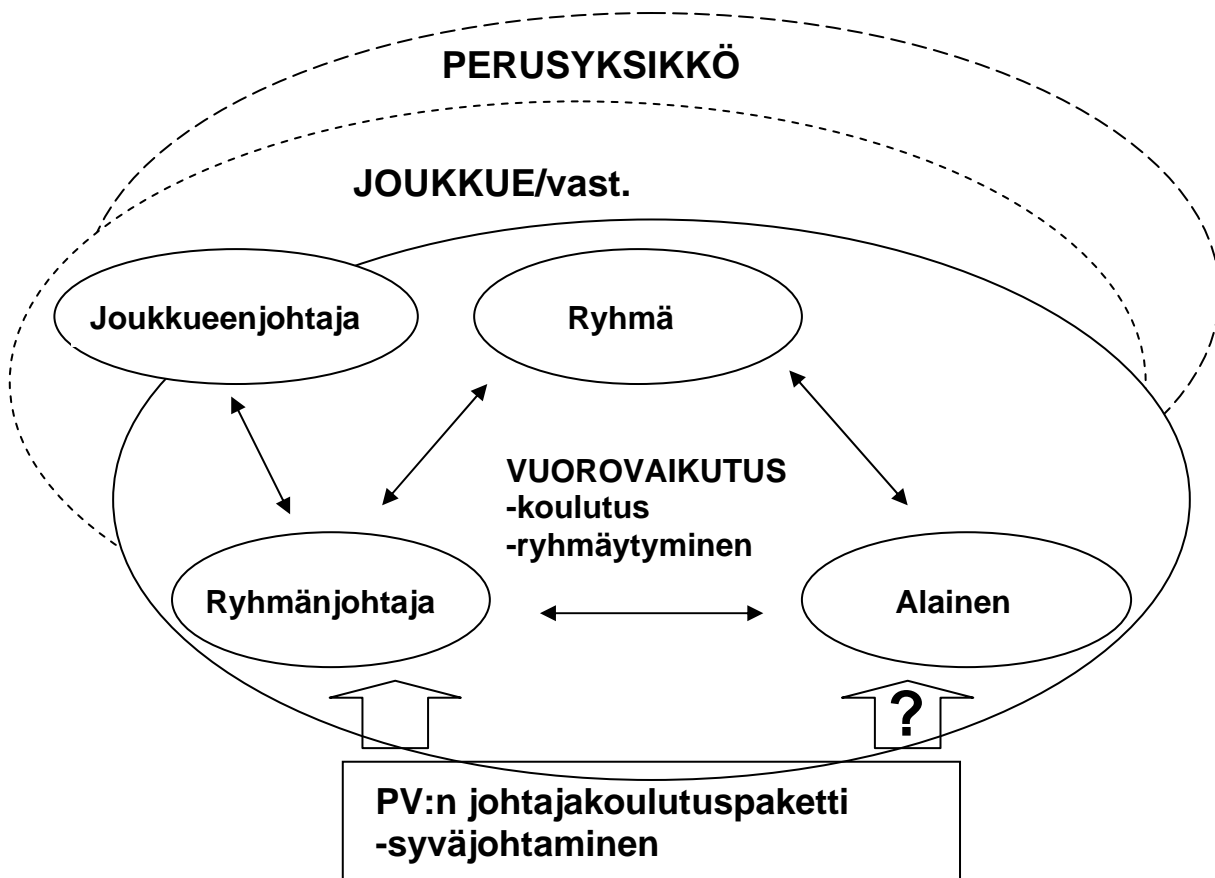 PERUSYKSIKKÖ
JOUKKUE/vast.
Joukkueenjohtaja
Ryhmä
VUOROVAIKUTUS
-koulutus
-ryhmäytyminen
Ryhmänjohtaja
Alainen
?
PV:n johtajakoulutuspaketti
-syväjohtaminen